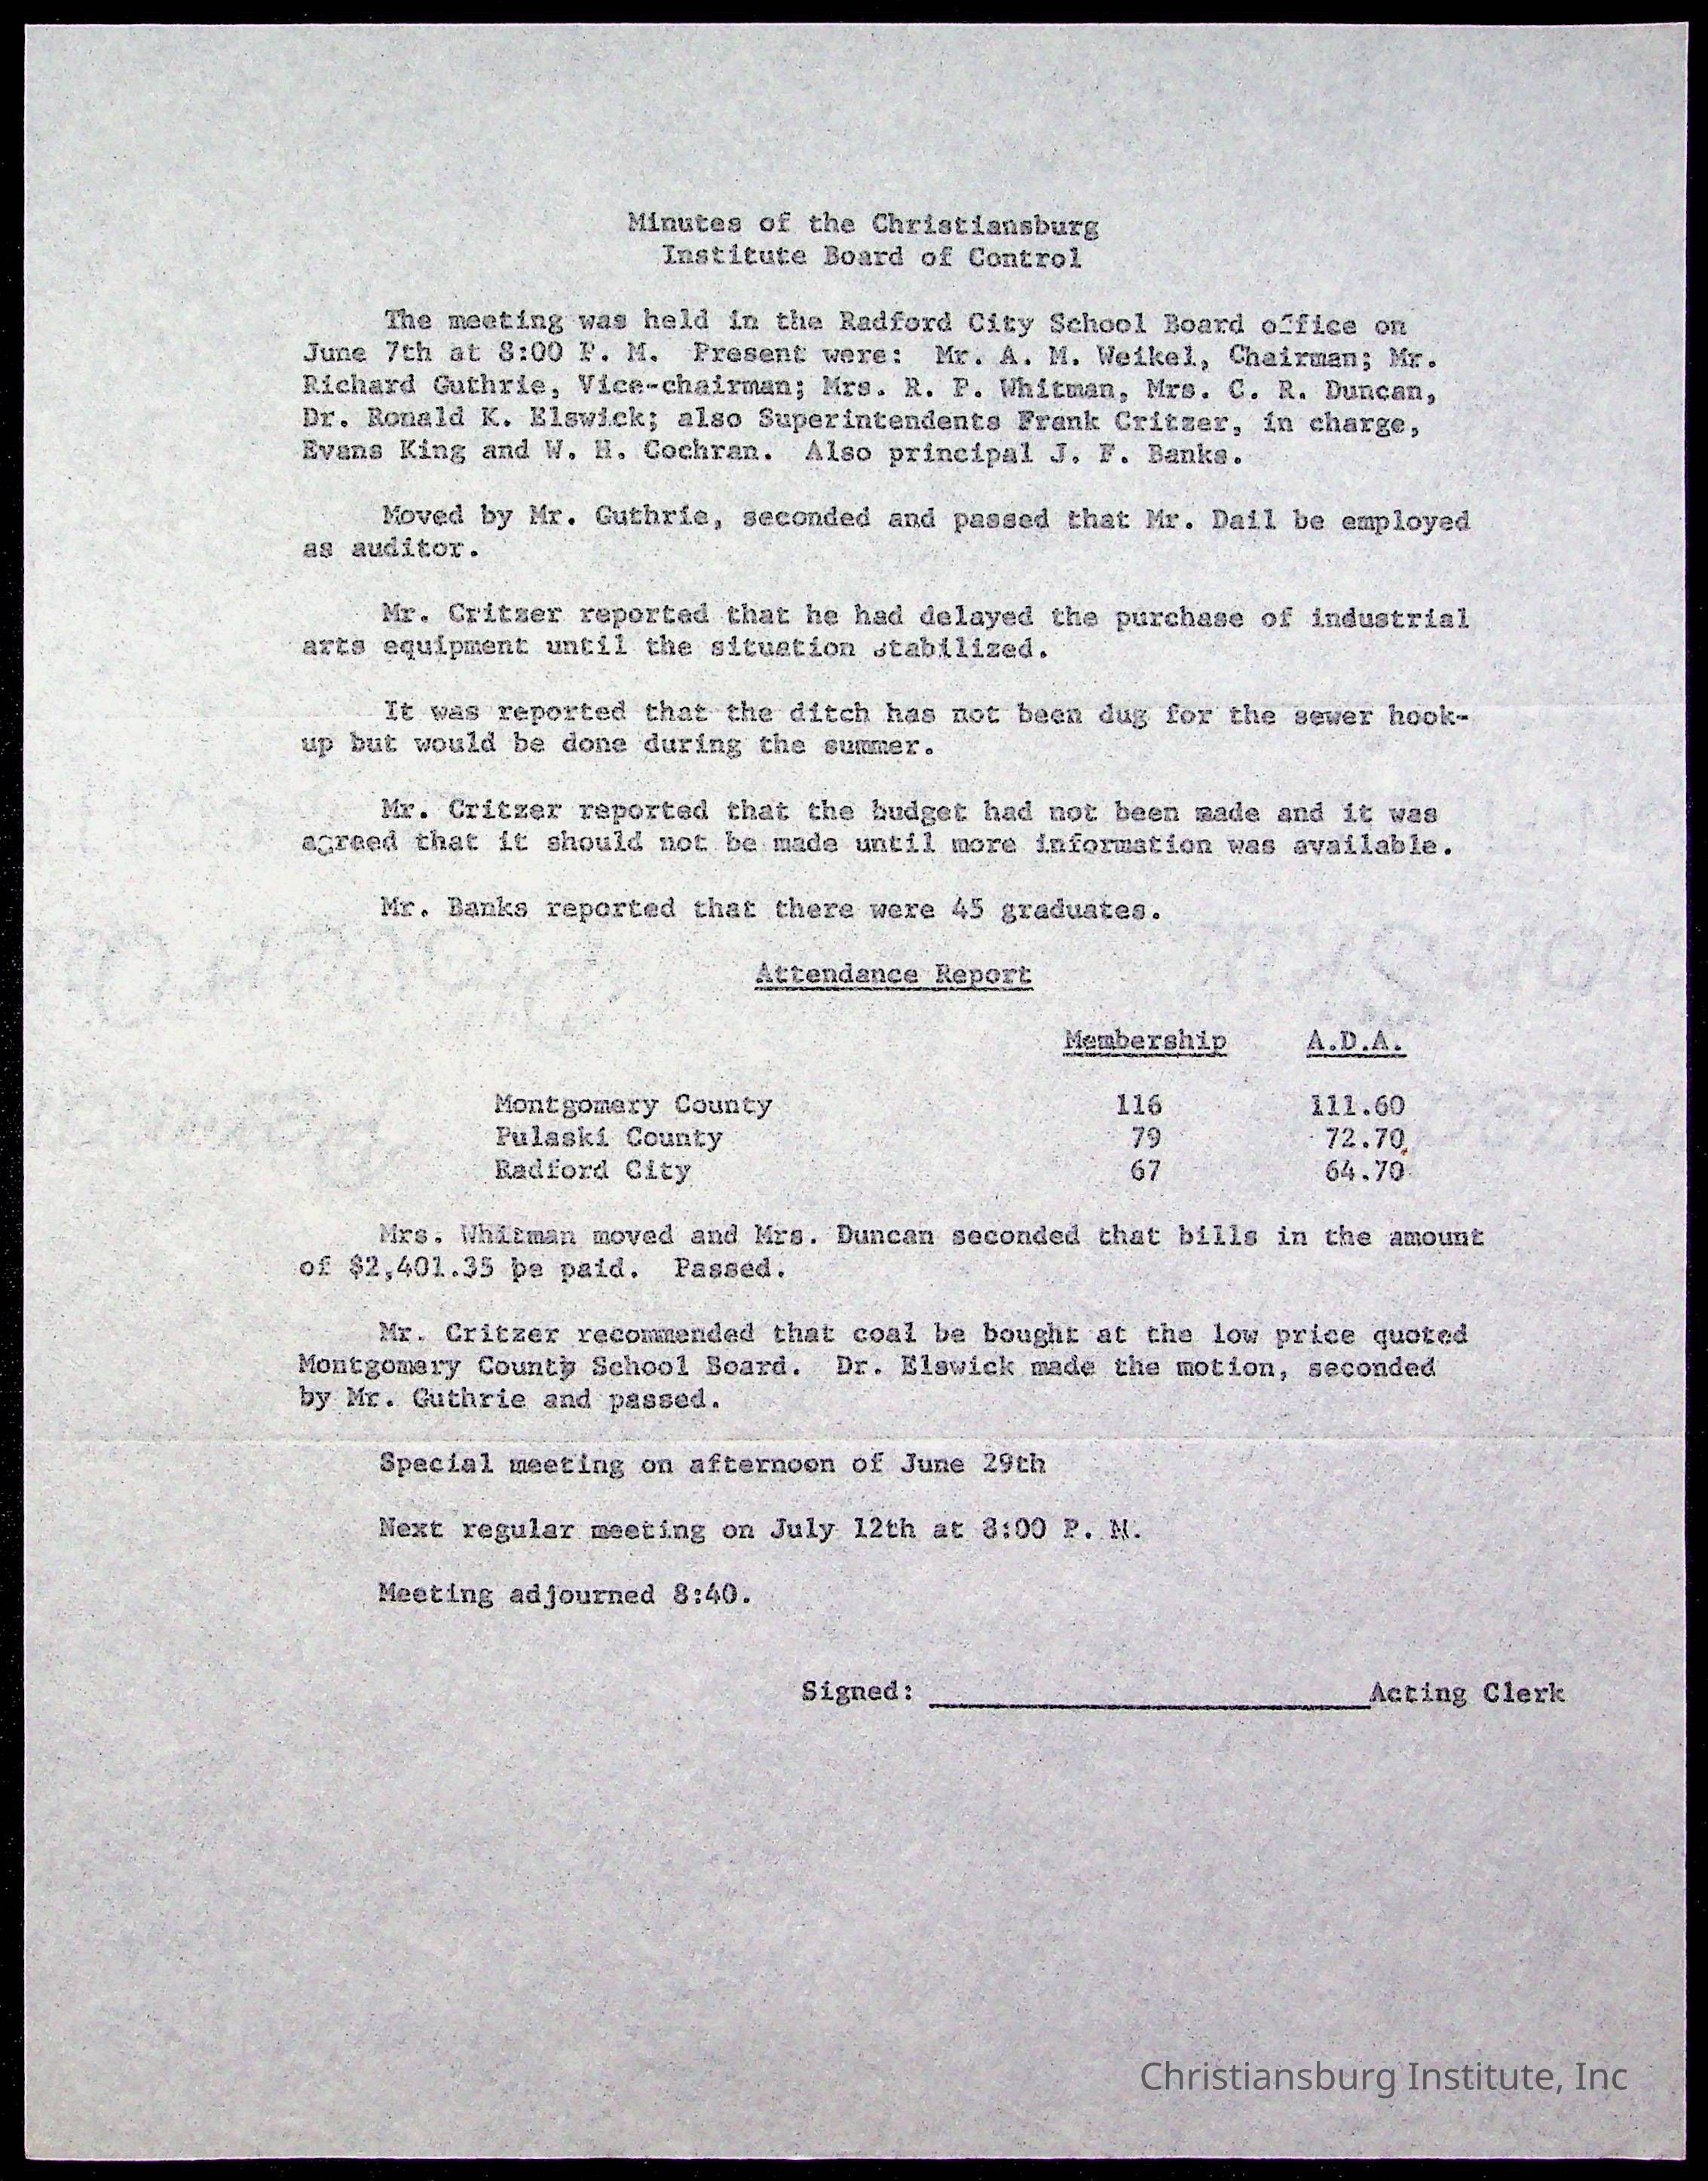 Minutes of the Christiansburg
Institute Board of Control
The meeting was held in the Radford City School Board office on
June 7th at 8:00 P. M. Present were: Mr. A. M. Weikel, Chairman; Mr.
Richard Guthrie, Vice-chairman; Mrs. R. P. Whitman, Mrs. C. R. Duncan,
Dr. Ronald K. Elswick; also Superintendents Frank Critzer, in charge,
Evans King and W. H. Cochran. Also principal J. F. Banks.
Moved by Mr. Guthrie, seconded and passed that Mr. Dail be employed
as auditor.
Mr. Critzer reported that he had delayed the purchase of industrial
arts equipment until the situation stabilized.
It was reported that the ditch has not been dug for the sewer hook-
up but would be done during the summer.
Mr. Critzer reported that the budget had not been made and it was
agreed that it should not be made until more information was available.
Mr. Banks reported that there were 45 graduates.
Attendance Report
Membership A.D.A.
Montgomery County 116 111.60
Pulaski County 79 72.70
Radford City 67 64.70
Mrs. Whitman moved and Mrs. Duncan seconded that bills in the amount
of $2,401.35 be paid. Passed.
Mr. Critzer recommended that coal be bought at the low price quoted
Montgomery County School Board. Dr. Elswick made the motion, seconded
by Mr. Guthrie and passed.
Special meeting on afternoon of June 29th
Next regular meeting on July 12th at 8:00 P. M.
Meeting adjourned 8:40.
Signed: Acting Clerk
Christiansburg Institute, Inc